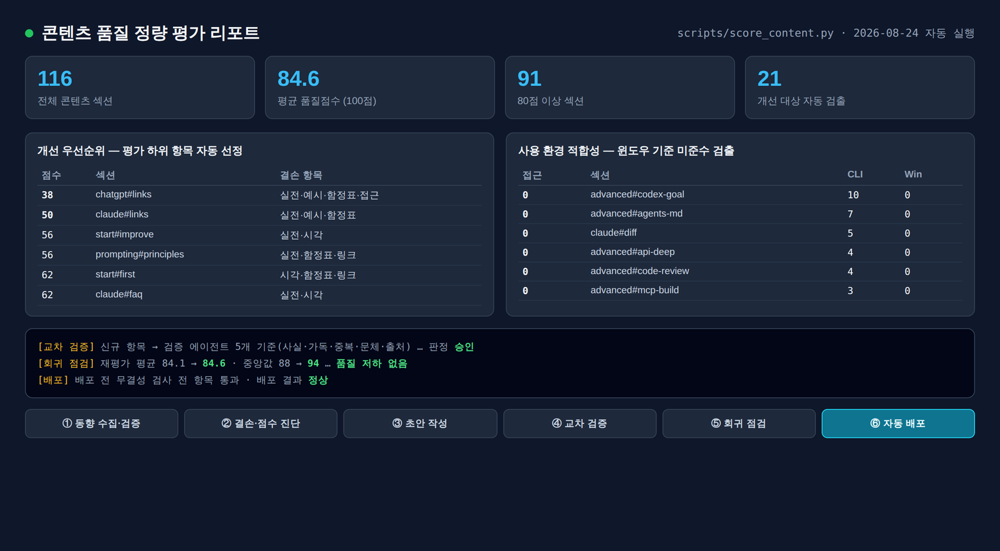 콘텐츠 품질 정량 평가 리포트
scripts/score_content.py · 2026-08-24 자동 실행
116
전체 콘텐츠 섹션
84.6
평균 품질점수 (100점)
91
80점 이상 섹션
21
개선 대상 자동 검출
개선 우선순위 — 평가 하위 항목 자동 선정
점수 섹션 결손 항목
38 chatgpt#links 실전·예시·함정표·접근
50 claude#links 실전·예시·함정표
56 start#improve 실전·시각
56 prompting#principles 실전·함정표·링크
62 start#first 시각·함정표·링크
62 claude#faq 실전·시각
사용 환경 적합성 — 윈도우 기준 미준수 검출
접근 섹션 CLI Win
0 advanced#codex-goal 10 0
0 advanced#agents-md 7 0
0 claude#diff 5 0
0 advanced#api-deep 4 0
0 advanced#code-review 4 0
0 advanced#mcp-build 3 0
[교차 검증] 신규 항목 → 검증 에이전트 5개 기준(사실·가독·중복·문체·출처) … 판정 승인
[회귀 점검] 재평가 평균 84.1 → 84.6 · 중앙값 88 → 94 … 품질 저하 없음
[배포] 배포 전 무결성 검사 전 항목 통과 · 배포 결과 정상
① 동향 수집·검증
② 결손·점수 진단
③ 초안 작성
④ 교차 검증
⑤ 회귀 점검
⑥ 자동 배포